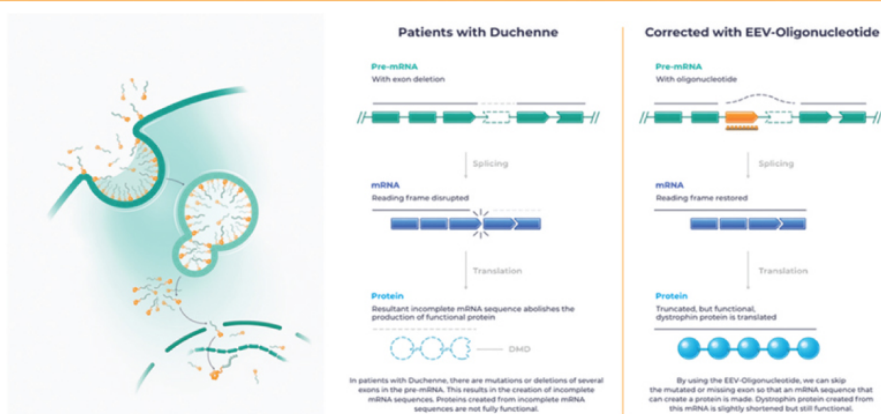 Patients with Duchenne
Pre-mRNA
With exon deletion
Splicing
mRNA
Reading frame disrupted
Translation
Protein
Resultant incomplete mRNA sequence abolishes the
production of functional protein
DMD
In patients with Duchenne, there are mutations or deletions of several
exons in the pre-mRNA. This results in the creation of incomplete
mRNA sequences. Proteins created from incomplete mRNA
sequences are not fully functional.
Corrected with EEV-Oligonucleotide
Pre-mRNA
With oligonucleotide
Splicing
mRNA
Reading frame restored
Translation
Protein
Truncated, but functional,
dystrophin protein is translated
By using the EEV-Oligonucleotide, we can skip
the mutated or missing exon so that an mRNA sequence that
can create a protein is made. Dystrophin protein created from
this mRNA is slightly shortened but still functional.